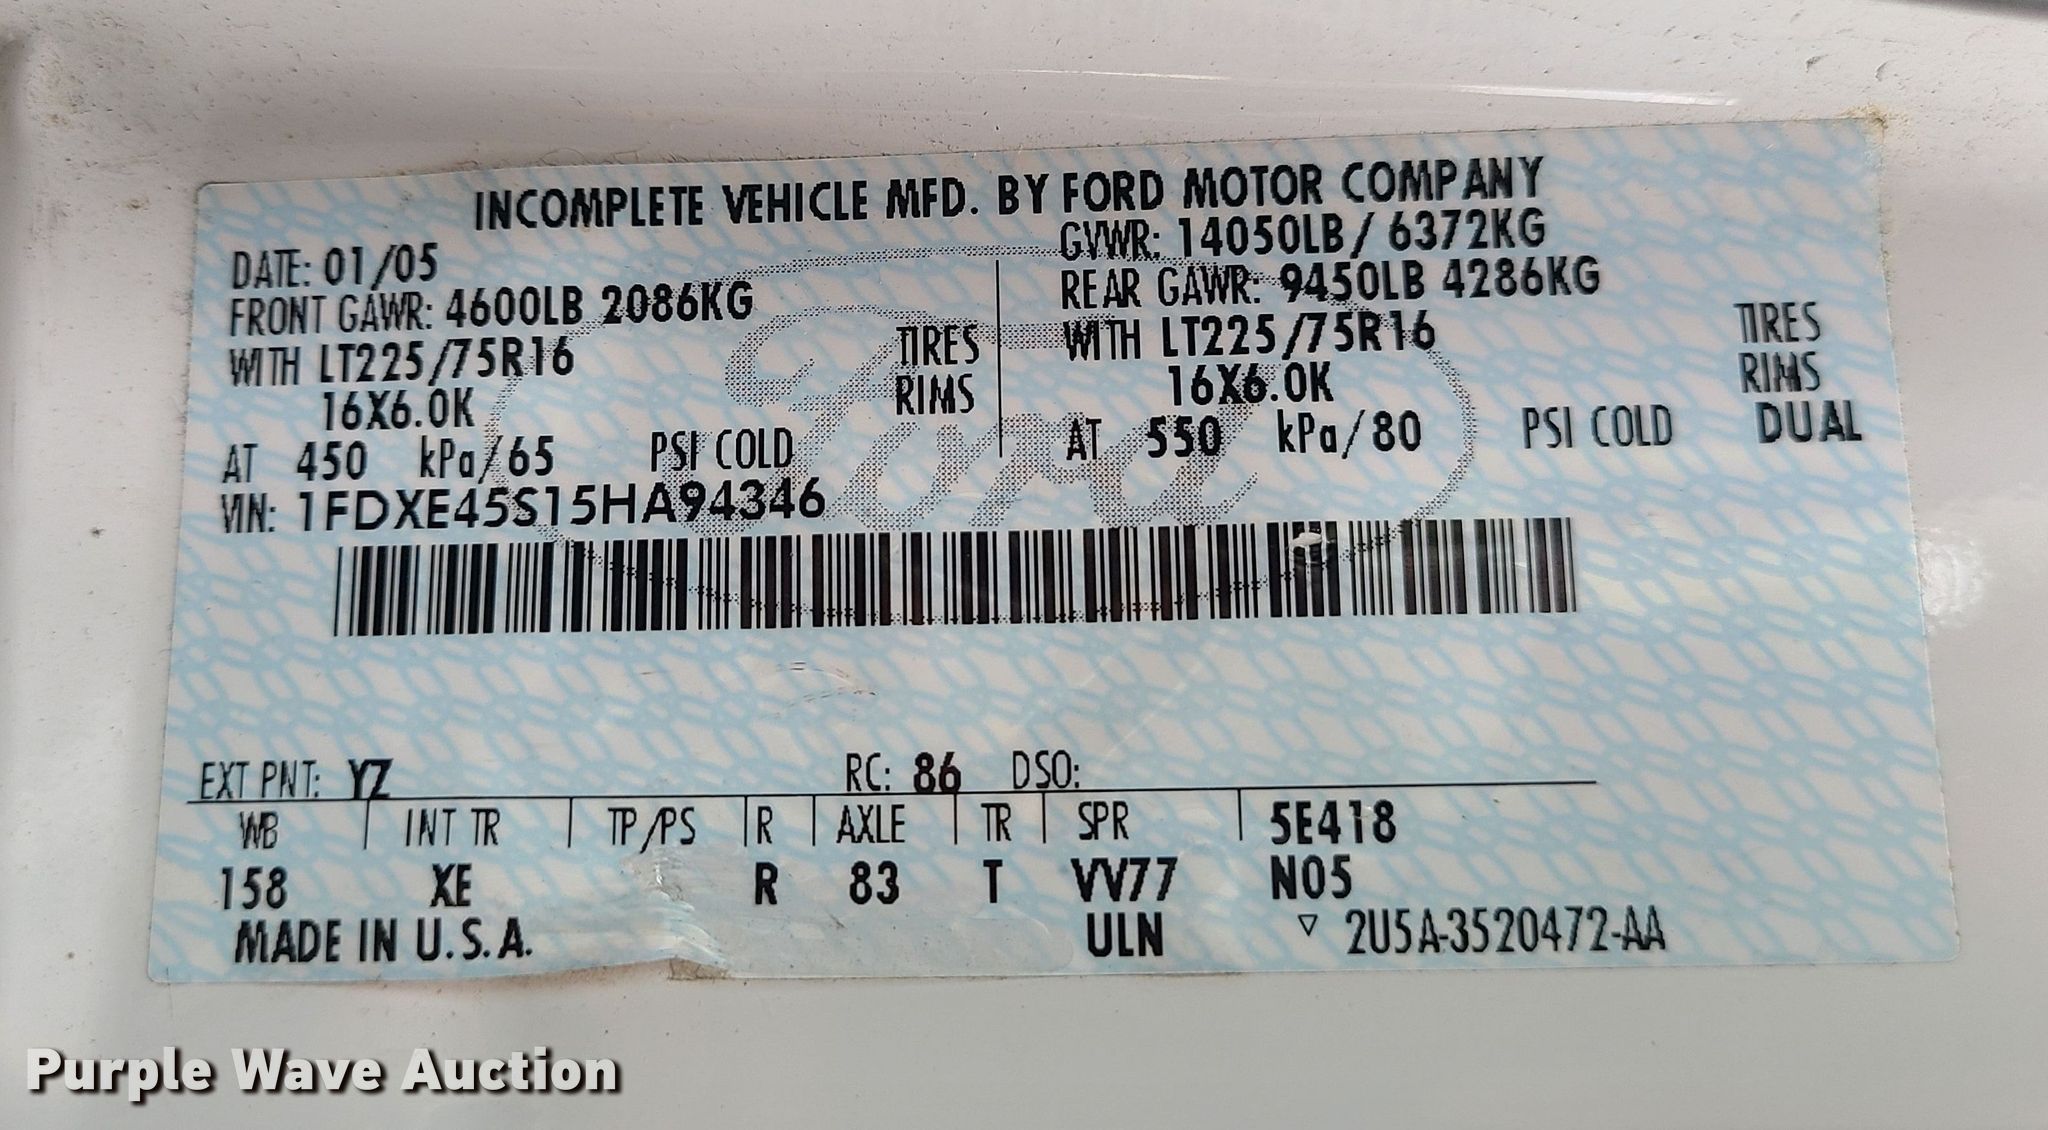 INCOMPLETE VEHICLE MFD. BY FORD MOTOR COMPANY
DATE: 01/05
GVWR: 14050LB / 6372KG
FRONT GAWR: 4600LB 2086KG
REAR GAWR: 9450LB 4286KG
WITH LT225/75R16 TIRES
WITH LT225/75R16 TIRES
16X6.0K RIMS
16X6.0K RIMS
AT 450 kPa/65 PSI COLD
AT 550 kPa/80 PSI COLD DUAL
VIN: 1FDXE45S15HA94346
Ford
EXT PNT: YZ RC: 86 DSO:
WB | INT TR | TP/PS | R | AXLE | TR | SPR | 5E418
158 XE R 83 T VV77 N05
MADE IN U.S.A. ULN ▽ 2U5A-3520472-AA
Purple Wave Auction